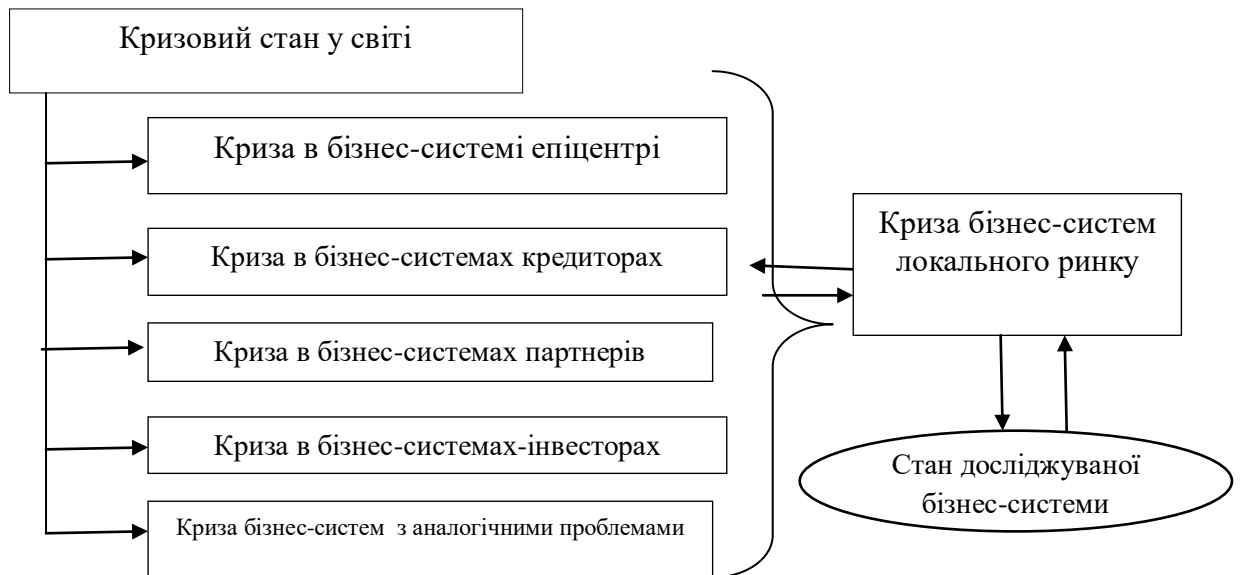 Кризовий стан у світі
Криза в бізнес-системі епіцентрі
Криза в бізнес-системах кредиторах
Криза в бізнес-системах партнерів
Криза в бізнес-системах-інвесторах
Криза бізнес-систем з аналогічними проблемами
Криза бізнес-систем
локального ринку
Стан досліджуваної
бізнес-системи